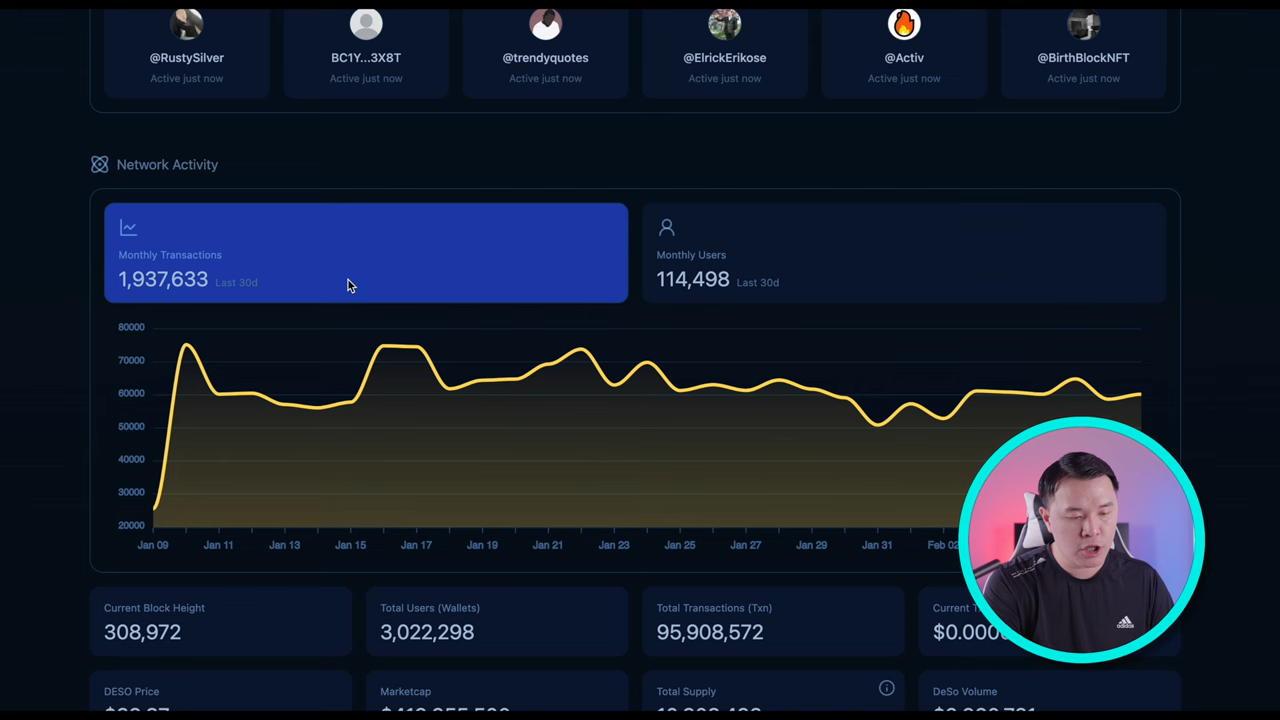 @RustySilver BC1Y...3X8T @trendyquotes @ElrickErikose @Activ @BirthBlockNFT
Active just now Active just now Active just now Active just now Active just now Active just now
Network Activity
Monthly Transactions
1,937,633 Last 30d
Monthly Users
114,498 Last 30d
80000
70000
60000
50000
40000
30000
20000
Jan 09 Jan 11 Jan 13 Jan 15 Jan 17 Jan 19 Jan 21 Jan 23 Jan 25 Jan 27 Jan 29 Jan 31 Feb 02
Current Block Height
308,972
Total Users (Wallets)
3,022,298
Total Transactions (Txn)
95,908,572
Current
$0.000
DESO Price
Marketcap
Total Supply
DeSo Volume
adidas